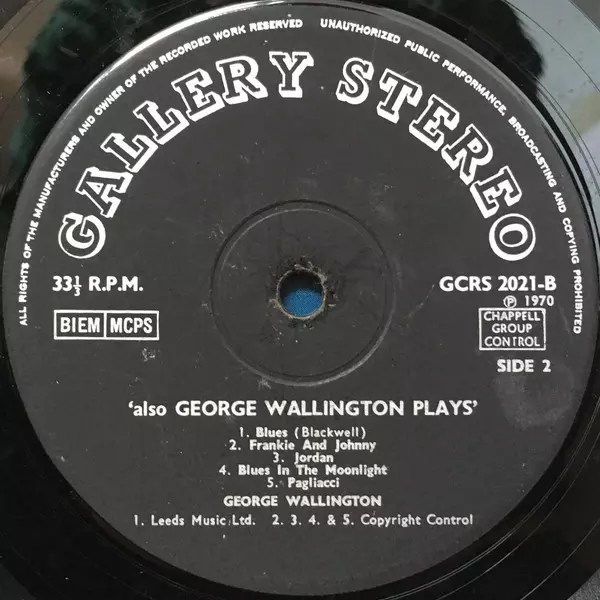 ALL RIGHTS OF THE MANUFACTURERS AND OWNER OF THE RECORDED WORK RESERVED UNAUTHORIZED PUBLIC PERFORMANCE, BROADCASTING AND COPYING PROHIBITED
GALLERY STEREO
33⅓ R.P.M.
GCRS 2021-B
Ⓟ 1970
BIEM MCPS
CHAPPELL
GROUP
CONTROL
SIDE 2
‘also GEORGE WALLINGTON PLAYS’
1. Blues (Blackwell)
2. Frankie And Johnny
3. Jordan
4. Blues In The Moonlight
5. Pagliacci
GEORGE WALLINGTON
1. Leeds Music Ltd. 2. 3. 4. & 5. Copyright Control